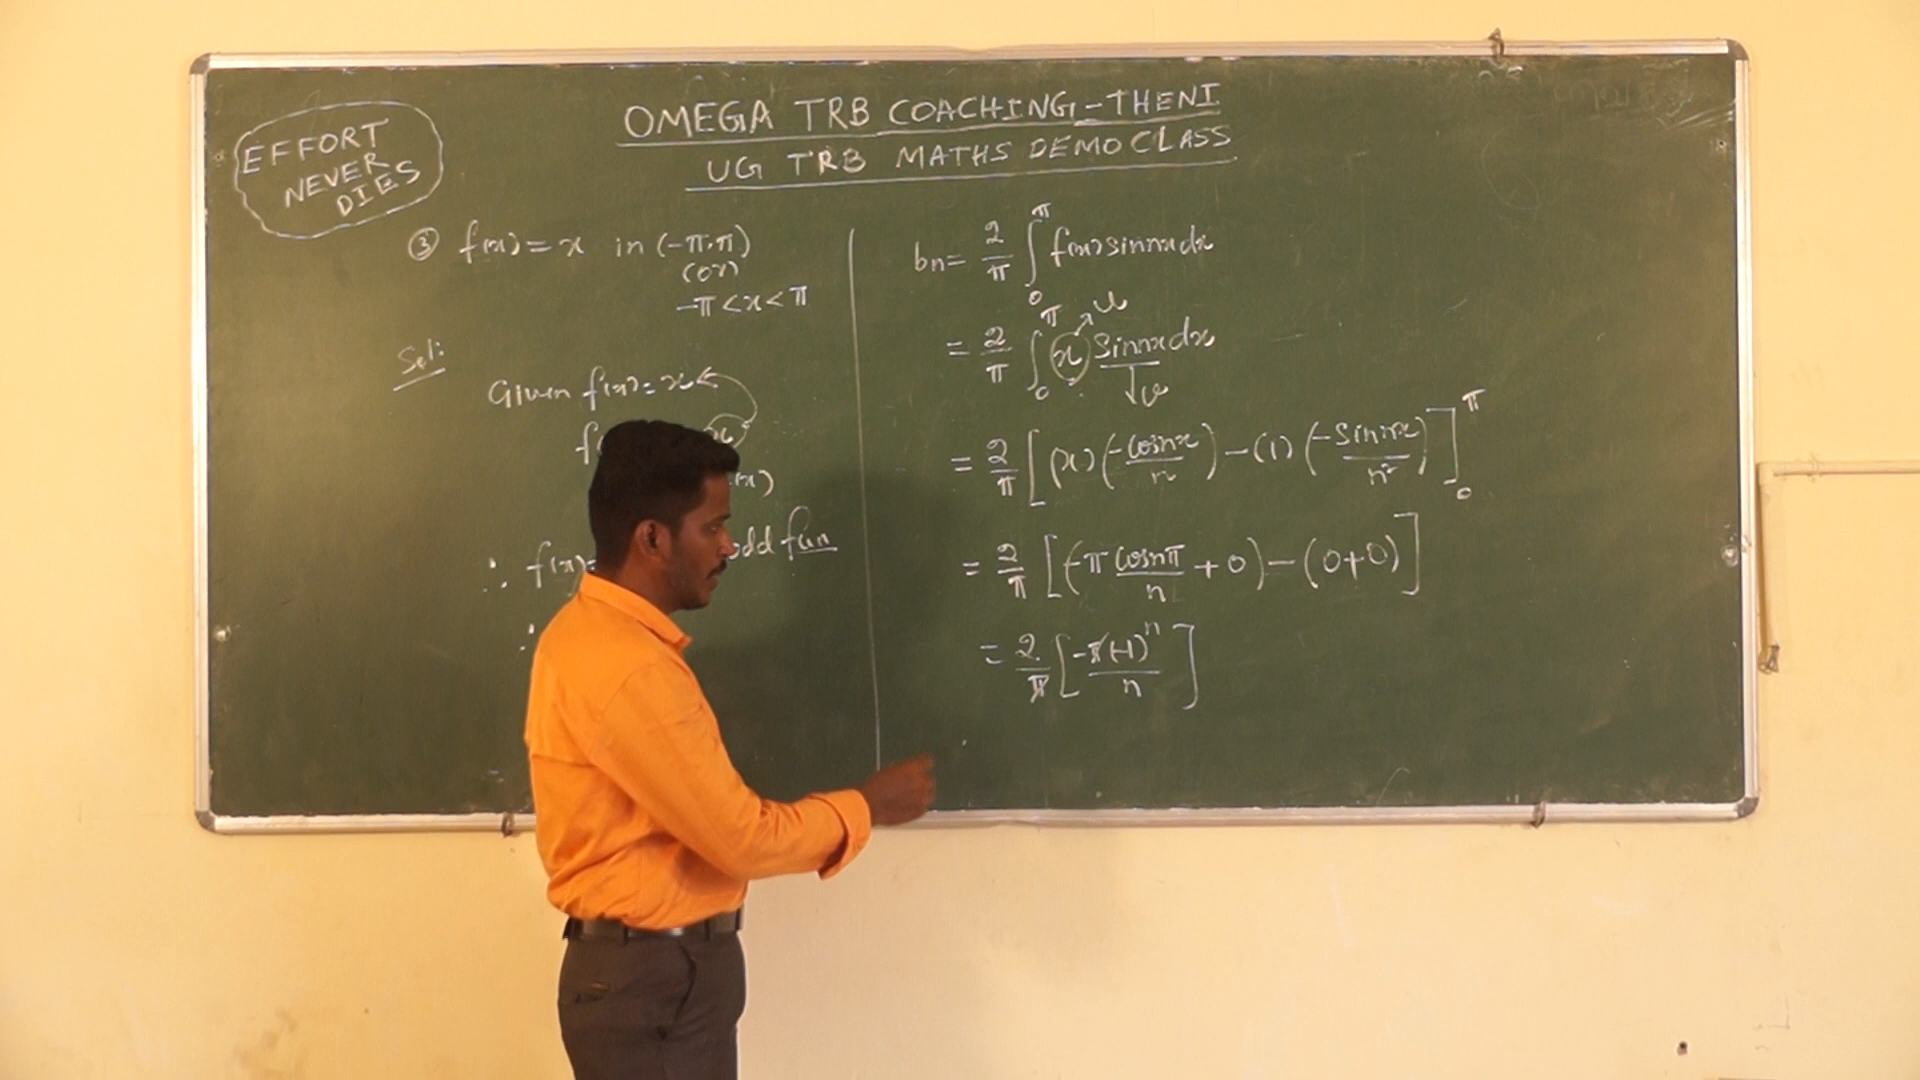 EFFORT
NEVER
DIES
OMEGA TRB COACHING-THENI
UG TRB MATHS DEMO CLASS
③ f(x) = x in (-π, π)
(or)
-π < x < π
Sol:
Given f(x) = x
(x)
∴ f(x) = odd fun
∴
bn = 2/π ∫₀^π f(x) sin nx dx
= 2/π ∫₀^π x sin nx dx
u
v
= 2/π [(x)(-cos nx/n) - (1)(-sin nx/n²)]₀^π
= 2/π [(-π cos nπ/n + 0) - (0+0)]
= 2/π [-π(-1)ⁿ/n]